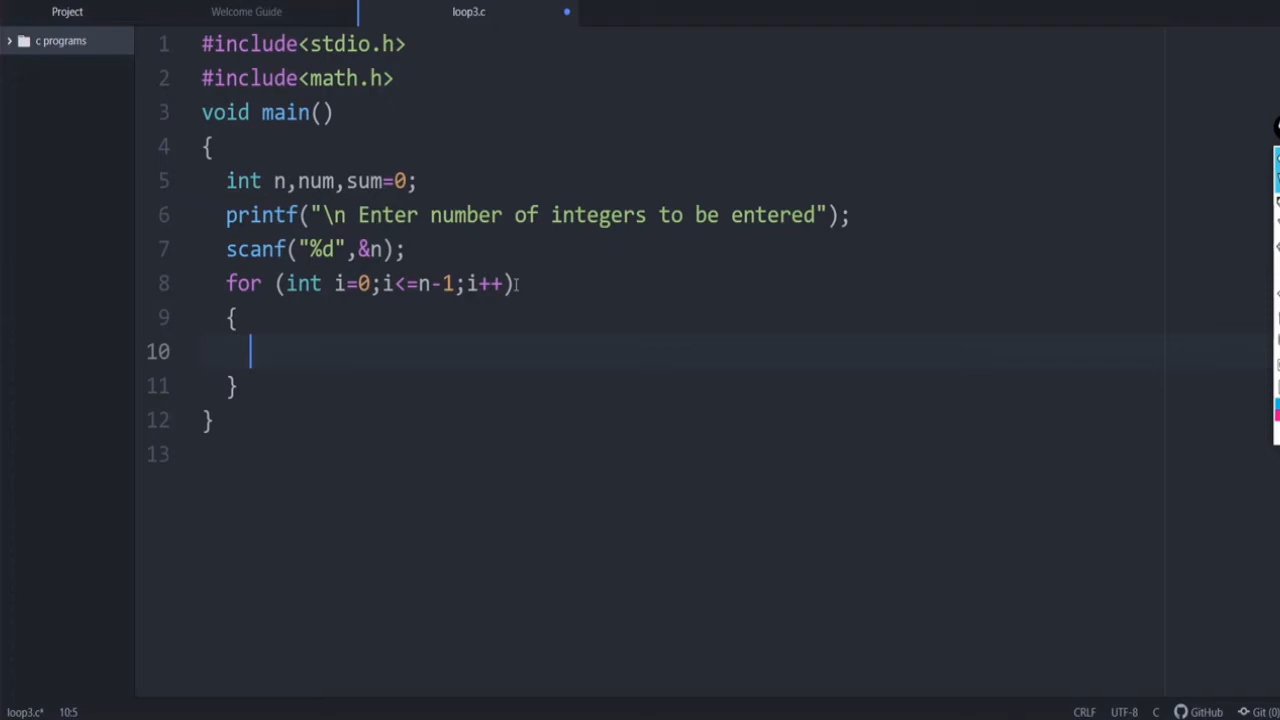 Project Welcome Guide loop3.c
c programs
1 #include<stdio.h>
2 #include<math.h>
3 void main()
4 {
5 int n,num,sum=0;
6 printf("\n Enter number of integers to be entered");
7 scanf("%d",&n);
8 for (int i=0;i<=n-1;i++)
9 {
10
11 }
12 }
13
loop3.c* 10:5 CRLF UTF-8 C GitHub Git (0)